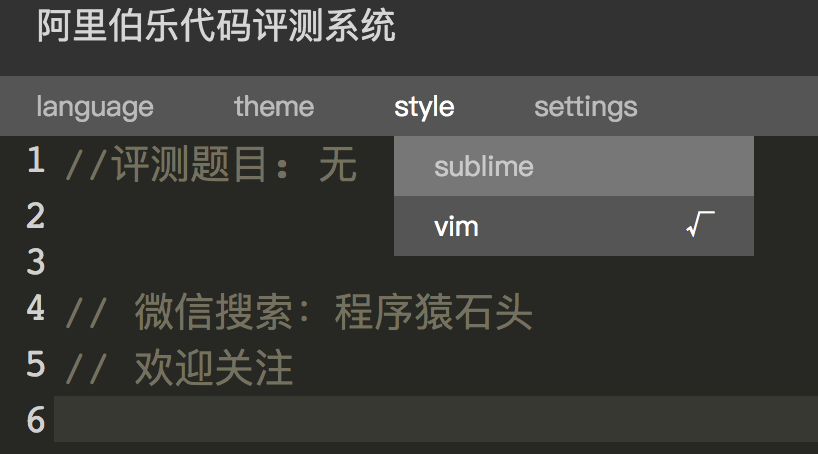 阿里伯乐代码评测系统
language theme style settings
sublime
vim √
1 //评测题目：无
2
3
4 // 微信搜索：程序猿石头
5 // 欢迎关注
6